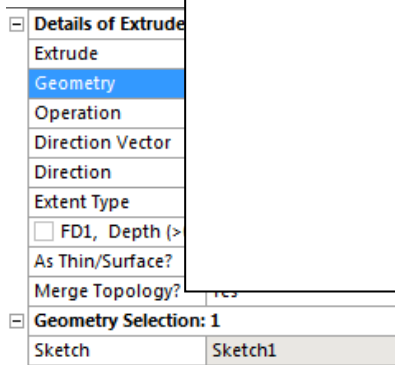 Details of Extrude
Extrude
Geometry
Operation
Direction Vector
Direction
Extent Type
FD1, Depth (>
As Thin/Surface?
Merge Topology? Yes
Geometry Selection: 1
Sketch Sketch1